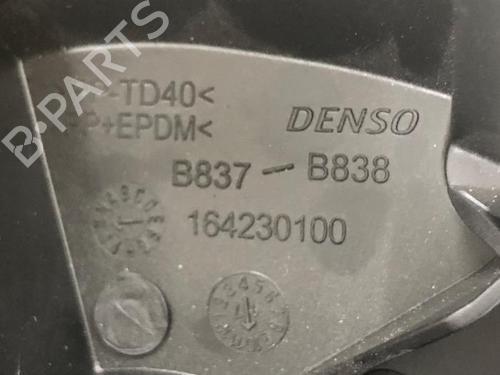 B-PARTS
-TD40<
P+EPDM<
DENSO
B837-B838
164230100